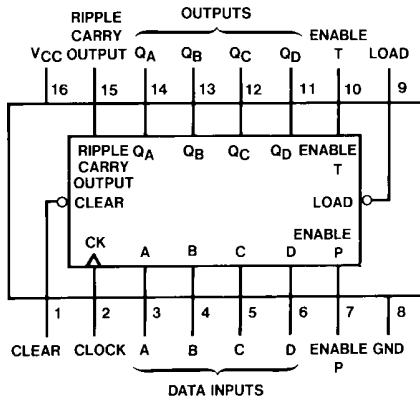 OUTPUTS
RIPPLE
CARRY
OUTPUT
VCC
QA QB QC QD
ENABLE
T
LOAD
16 15 14 13 12 11 10 9
RIPPLE
CARRY
OUTPUT
QA QB QC QD
ENABLE
T
CLEAR
LOAD
CK
A B C D
ENABLE
P
1 2 3 4 5 6 7 8
CLEAR CLOCK A B C D ENABLE
P
GND
DATA INPUTS